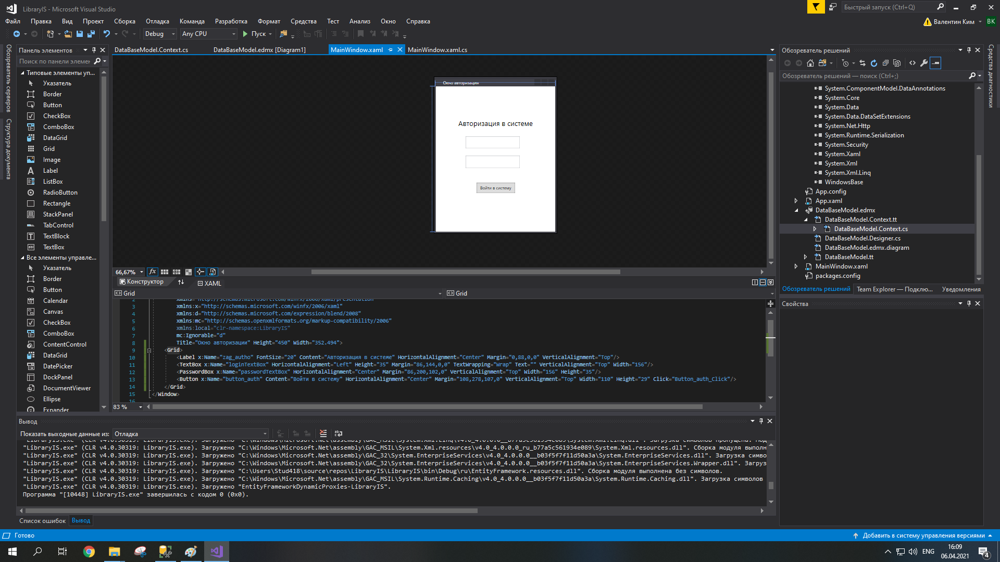 LibraryIS - Microsoft Visual Studio
Быстрый запуск (Ctrl+Q)
Файл Правка Вид Проект Сборка Отладка Команда Разработка Формат Средства Тест Анализ Окно Справка
Валентин Ким ВК
Debug Any CPU Пуск
Обозреватель серверов
Структура документа
Панель элементов
Поиск по панели элемен
Типовые элементы уп...
Указатель
Border
Button
CheckBox
ComboBox
DataGrid
Grid
Image
Label
ListBox
RadioButton
Rectangle
StackPanel
TabControl
TextBlock
TextBox
Все элементы управле...
Указатель
Border
Button
Calendar
Canvas
CheckBox
ComboBox
ContentControl
DataGrid
DatePicker
DockPanel
DocumentViewer
Ellipse
Expander
DataBaseModel.Context.cs DataBaseModel.edmx [Diagram1] MainWindow.xaml MainWindow.xaml.cs
Окно авторизации
Авторизация в системе
Войти в систему
66,67%
Конструктор XAML
Grid Grid
2 xmlns="http://schemas.microsoft.com/winfx/2006/xaml/presentation"
3 xmlns:x="http://schemas.microsoft.com/winfx/2006/xaml"
4 xmlns:d="http://schemas.microsoft.com/expression/blend/2008"
5 xmlns:mc="http://schemas.openxmlformats.org/markup-compatibility/2006"
6 xmlns:local="clr-namespace:LibraryIS"
7 mc:Ignorable="d"
8 Title="Окно авторизации" Height="450" Width="352.494">
9 <Grid>
10 <Label x:Name="zag_autho" FontSize="20" Content="Авторизация в системе" HorizontalAlignment="Center" Margin="0,88,0,0" VerticalAlignment="Top"/>
11 <TextBox x:Name="loginTextBox" HorizontalAlignment="Left" Height="35" Margin="86,144,0,0" TextWrapping="Wrap" Text="" VerticalAlignment="Top" Width="156"/>
12 <PasswordBox x:Name="passwordTextBox" HorizontalAlignment="Center" Margin="86,200,102,0" VerticalAlignment="Top" Width="156" Height="35"/>
13 <Button x:Name="button_auth" Content="Войти в систему" HorizontalAlignment="Center" Margin="108,278,107,0" VerticalAlignment="Top" Width="110" Height="29" Click="Button_auth_Click"/>
14 </Grid>
15 </Window>
16
83 %
Вывод
Показать выходные данные из: Отладка
"LibraryIS.exe" (CLR v4.0.30319: LibraryIS.exe). Загружено "C:\Windows\Microsoft.Net\assembly\GAC_MSIL\System.Xml.Linq\v4.0_4.0.0.0__b77a5c561934e089\System.Xml.Linq.dll". Загрузка символов пропущена. Мод
"LibraryIS.exe" (CLR v4.0.30319: LibraryIS.exe). Загружено "C:\Windows\Microsoft.Net\assembly\GAC_MSIL\System.Xml.resources\v4.0_4.0.0.0_ru_b77a5c561934e089\System.Xml.resources.dll". Сборка модуля выполн
"LibraryIS.exe" (CLR v4.0.30319: LibraryIS.exe). Загружено "C:\Windows\Microsoft.Net\assembly\GAC_32\System.EnterpriseServices\v4.0_4.0.0.0__b03f5f7f11d50a3a\System.EnterpriseServices.dll". Загрузка симво
"LibraryIS.exe" (CLR v4.0.30319: LibraryIS.exe). Загружено "C:\Windows\Microsoft.Net\assembly\GAC_32\System.EnterpriseServices\v4.0_4.0.0.0__b03f5f7f11d50a3a\System.EnterpriseServices.Wrapper.dll". Загруз
"LibraryIS.exe" (CLR v4.0.30319: LibraryIS.exe). Загружено "C:\Users\Stud418\source\repos\LibraryIS\LibraryIS\bin\Debug\ru\EntityFramework.resources.dll". Сборка модуля выполнена без символов.
"LibraryIS.exe" (CLR v4.0.30319: LibraryIS.exe). Загружено "C:\Windows\Microsoft.Net\assembly\GAC_MSIL\System.Runtime.Caching\v4.0_4.0.0.0__b03f5f7f11d50a3a\System.Runtime.Caching.dll". Загрузка символов
"LibraryIS.exe" (CLR v4.0.30319: LibraryIS.exe). Загружено "EntityFrameworkDynamicProxies-LibraryIS".
Программа "[10448] LibraryIS.exe" завершилась с кодом 0 (0x0).
Список ошибок Вывод
Обозреватель решений
Обозреватель решений — поиск (Ctrl+;)
System.ComponentModel.DataAnnotations
System.Core
System.Data
System.Data.DataSetExtensions
System.Net.Http
System.Runtime.Serialization
System.Security
System.Xaml
System.Xml
System.Xml.Linq
WindowsBase
App.config
App.xaml
DataBaseModel.edmx
DataBaseModel.Context.tt
DataBaseModel.Context.cs
DataBaseModel.Designer.cs
DataBaseModel.edmx.diagram
DataBaseModel.tt
MainWindow.xaml
packages.config
Обозреватель решений Team Explorer — Подклю... Уведомления
Свойства
Средства диагностики
Готово
Добавить в систему управления версиями
ENG
16:09
06.04.2021
4